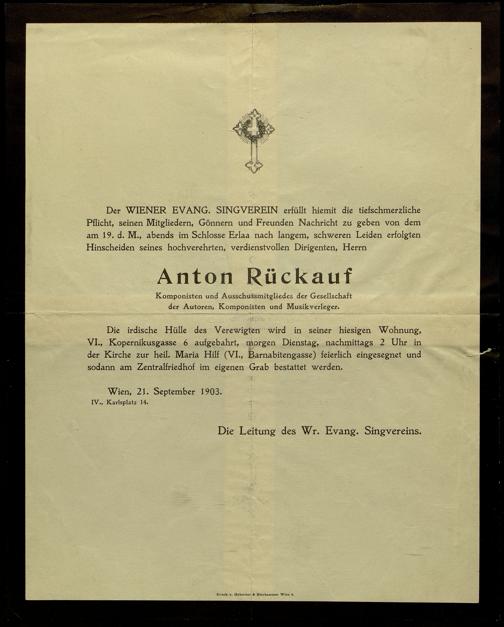 Der WIENER EVANG. SINGVEREIN erfüllt hiemit die tiefschmerzliche
Pflicht, seinen Mitgliedern, Gönnern und Freunden Nachricht zu geben von dem
am 19. d. M., abends im Schlosse Erlaa nach langem, schweren Leiden erfolgten
Hinscheiden seines hochverehrten, verdienstvollen Dirigenten, Herrn
Anton Rückauf
Komponisten und Ausschussmitgliedes der Gesellschaft
der Autoren, Komponisten und Musikverleger.
Die irdische Hülle des Verewigten wird in seiner hiesigen Wohnung,
VI., Kopernikusgasse 6 aufgebahrt, morgen Dienstag, nachmittags 2 Uhr in
der Kirche zur heil. Maria Hilf (VI., Barnabitengasse) feierlich eingesegnet und
sodann am Zentralfriedhof im eigenen Grab bestattet werden.
Wien, 21. September 1903.
IV., Karlsplatz 14.
Die Leitung des Wr. Evang. Singvereins.
Druck v. &